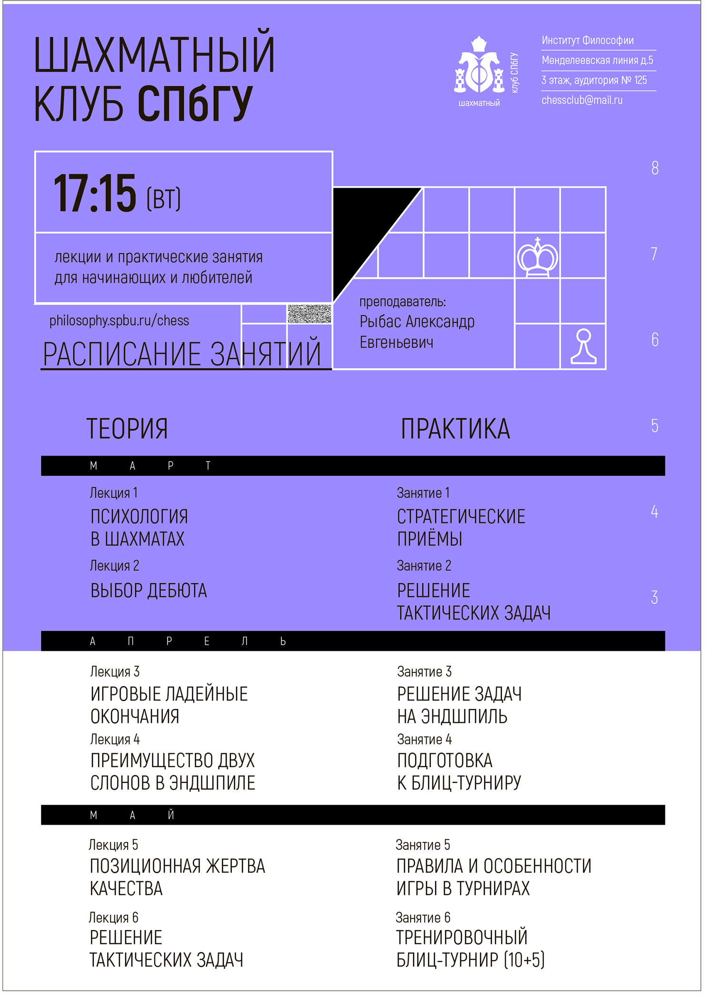 ШАХМАТНЫЙ
КЛУБ СПбГУ
шахматный
клуб СПбГУ
Институт Философии
Менделеевская линия д.5
3 этаж, аудитория № 125
chessclub@mail.ru
17:15 (ВТ)
лекции и практические занятия
для начинающих и любителей
philosophy.spbu.ru/chess
РАСПИСАНИЕ ЗАНЯТИЙ
преподаватель:
Рыбас Александр
Евгеньевич
8
7
6
5
4
3
ТЕОРИЯ
ПРАКТИКА
МАРТ
Лекция 1
ПСИХОЛОГИЯ
В ШАХМАТАХ
Занятие 1
СТРАТЕГИЧЕСКИЕ
ПРИЁМЫ
Лекция 2
ВЫБОР ДЕБЮТА
Занятие 2
РЕШЕНИЕ
ТАКТИЧЕСКИХ ЗАДАЧ
АПРЕЛЬ
Лекция 3
ИГРОВЫЕ ЛАДЕЙНЫЕ
ОКОНЧАНИЯ
Занятие 3
РЕШЕНИЕ ЗАДАЧ
НА ЭНДШПИЛЬ
Лекция 4
ПРЕИМУЩЕСТВО ДВУХ
СЛОНОВ В ЭНДШПИЛЕ
Занятие 4
ПОДГОТОВКА
К БЛИЦ-ТУРНИРУ
МАЙ
Лекция 5
ПОЗИЦИОННАЯ ЖЕРТВА
КАЧЕСТВА
Занятие 5
ПРАВИЛА И ОСОБЕННОСТИ
ИГРЫ В ТУРНИРАХ
Лекция 6
РЕШЕНИЕ
ТАКТИЧЕСКИХ ЗАДАЧ
Занятие 6
ТРЕНИРОВОЧНЫЙ
БЛИЦ-ТУРНИР (10+5)